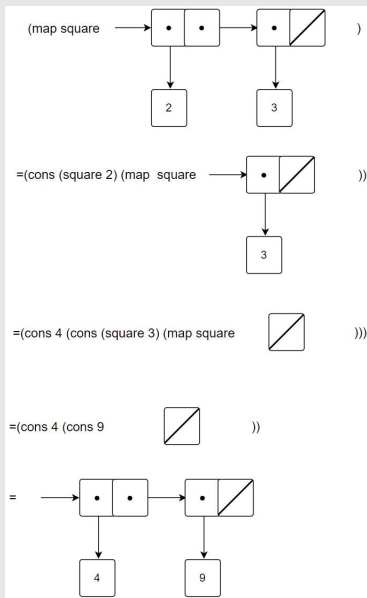 (map square )
2 3
=(cons (square 2) (map square ))
3
=(cons 4 (cons (square 3) (map square )))
=(cons 4 (cons 9 ))
=
4 9